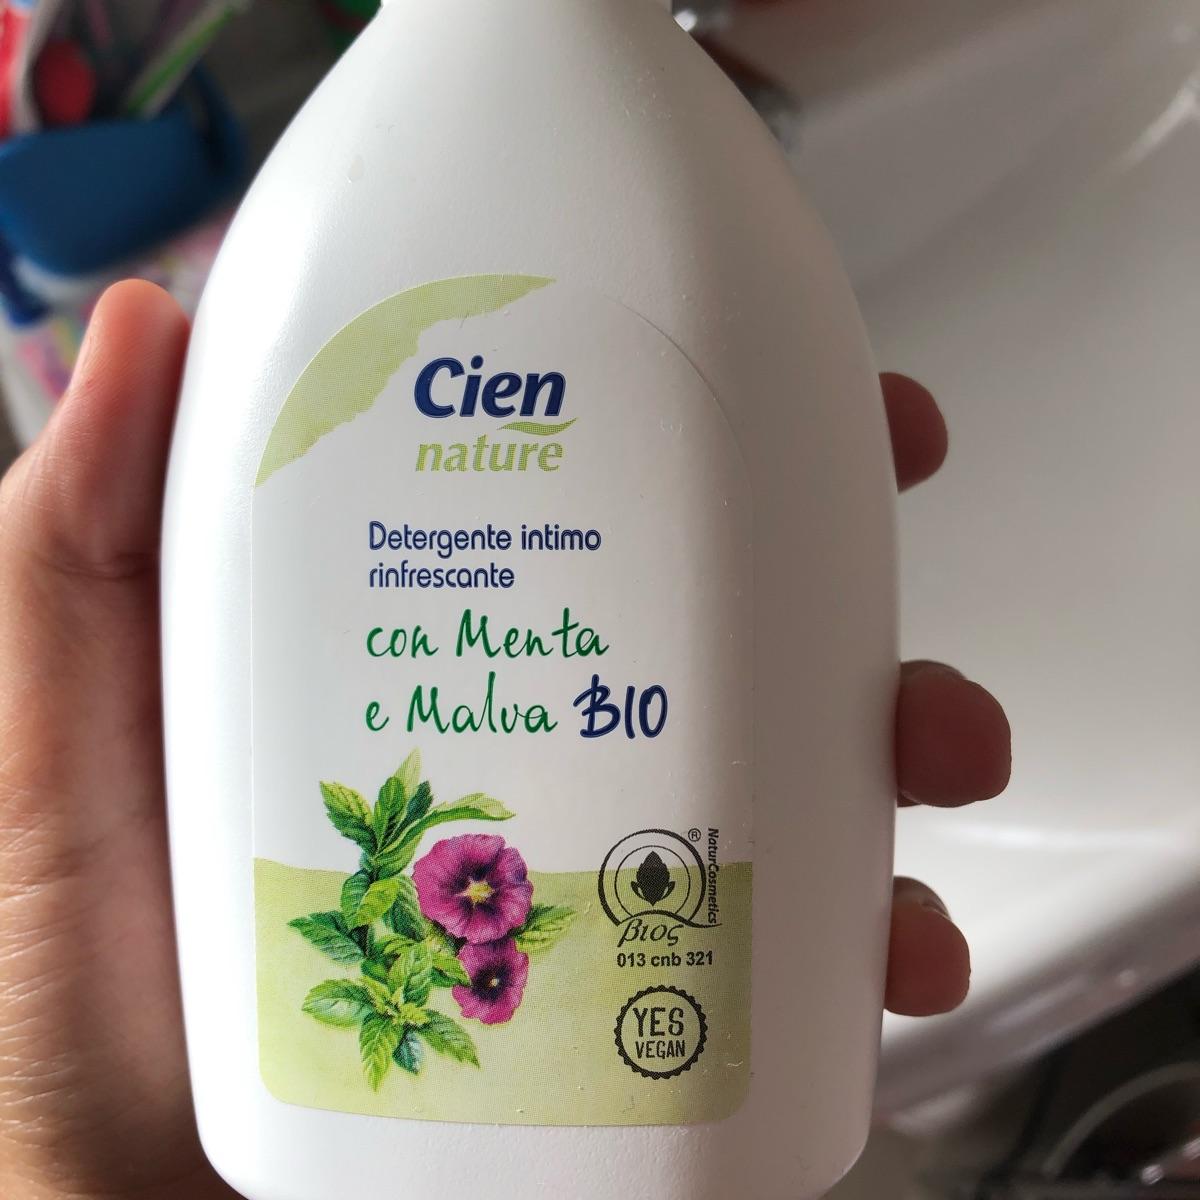 Cien
nature
Detergente intimo
rinfrescante
con Menta
e Malva BIO
®
NaturCosmetics
βιος
013 cnb 321
YES
VEGAN